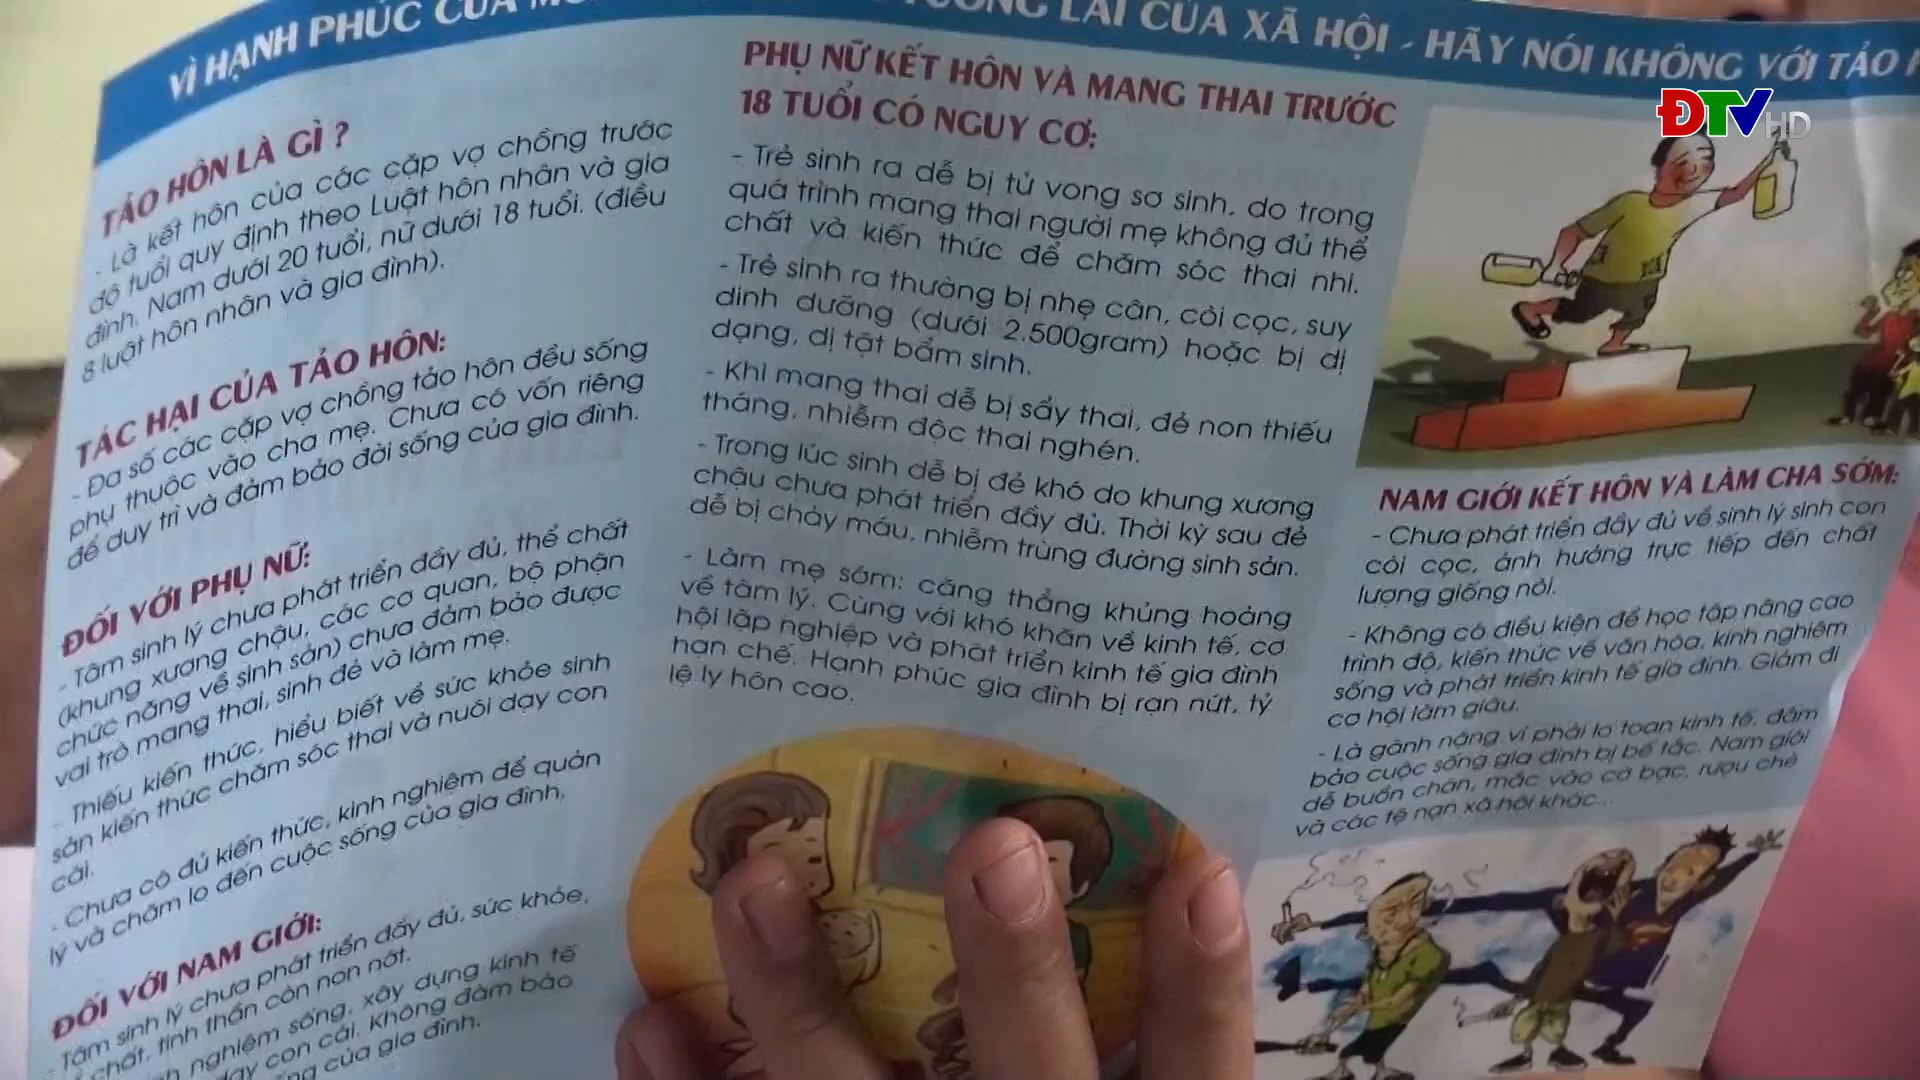 VÌ HẠNH PHÚC CỦA
LAI CỦA XÃ HỘI - HÃY NÓI KHÔNG VỚI TẢO
TẢO HÔN LÀ GÌ ?
- Là kết hôn của các cặp vợ chồng trước
độ tuổi quy định theo Luật hôn nhân và gia
đình. Nam dưới 20 tuổi, nữ dưới 18 tuổi. (điều
8 luật hôn nhân và gia đình).
TÁC HẠI CỦA TẢO HÔN:
- Đa số các cặp vợ chồng tảo hôn đều sống
phụ thuộc vào cha mẹ. Chưa có vốn riêng
để duy trì và đảm bảo đời sống của gia đình.
ĐỐI VỚI PHỤ NỮ:
- Tâm sinh lý chưa phát triển đầy đủ, thể chất
(khung xương chậu, các cơ quan, bộ phận
chức năng về sinh sản) chưa đảm bảo được
vai trò mang thai, sinh đẻ và làm mẹ.
- Thiếu kiến thức, hiểu biết về sức khỏe sinh
sản kiến thức chăm sóc thai và nuôi dạy con
cái.
- Chưa có đủ kiến thức, kinh nghiêm để quản
lý và chăm lo đến cuộc sống của gia đình.
ĐỐI VỚI NAM GIỚI:
Tâm sinh lý chưa phát triển đầy đủ, sức khỏe,
chất, tinh thần còn non nớt.
nghiệm sống, xây dựng kinh tế
dạy con cái. Không đảm bảo
của gia đình.
PHỤ NỮ KẾT HÔN VÀ MANG THAI TRƯỚC
18 TUỔI CÓ NGUY CƠ:
- Trẻ sinh ra dễ bị tử vong sơ sinh, do trong
quá trình mang thai người mẹ không đủ thể
chất và kiến thức để chăm sóc thai nhi.
- Trẻ sinh ra thường bị nhẹ cân, còi cọc, suy
dinh dưỡng (dưới 2.500gram) hoặc bị dị
dạng, dị tật bẩm sinh.
- Khi mang thai dễ bị sẩy thai, đẻ non thiếu
tháng, nhiễm độc thai nghén.
- Trong lúc sinh dễ bị đẻ khó do khung xương
chậu chưa phát triển đầy đủ. Thời kỳ sau đẻ
dễ bị chảy máu, nhiễm trùng đường sinh sản.
- Làm mẹ sớm: căng thẳng khủng hoảng
về tâm lý. Cùng với khó khăn về kinh tế, cơ
hội lập nghiệp và phát triển kinh tế gia đình
hạn chế. Hạnh phúc gia đình bị rạn nứt, tỷ
lệ ly hôn cao.
ĐTV HD
NAM GIỚI KẾT HÔN VÀ LÀM CHA SỚM:
- Chưa phát triển đầy đủ về sinh lý sinh con
còi cọc, ảnh hưởng trực tiếp đến chất
lượng giống nòi.
- Không có điều kiện để học tập nâng cao
trình độ, kiến thức về văn hóa, kinh nghiêm
sống và phát triển kinh tế gia đình. Giảm đi
cơ hội làm giàu.
- Là gánh nặng vì phải lo toan kinh tế, đảm
bảo cuộc sống gia đình bị bế tắc. Nam giới
dễ buồn chán, mắc vào cờ bạc, rượu chè
và các tệ nạn xã hội khác...